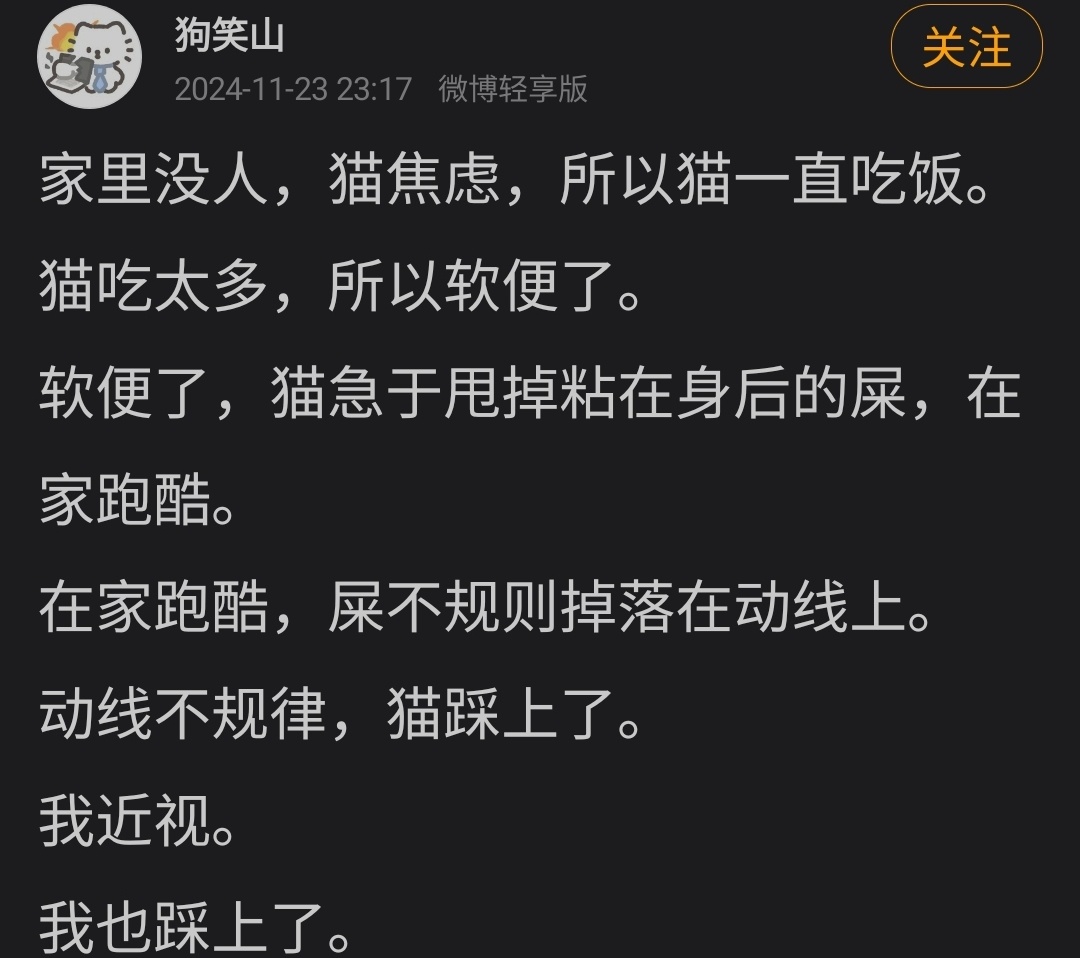 狗笑山
关注
2024-11-23 23:17 微博轻享版
家里没人，猫焦虑，所以猫一直吃饭。
猫吃太多，所以软便了。
软便了，猫急于甩掉粘在身后的屎，在
家跑酷。
在家跑酷，屎不规则掉落在动线上。
动线不规律，猫踩上了。
我近视。
我也踩上了。